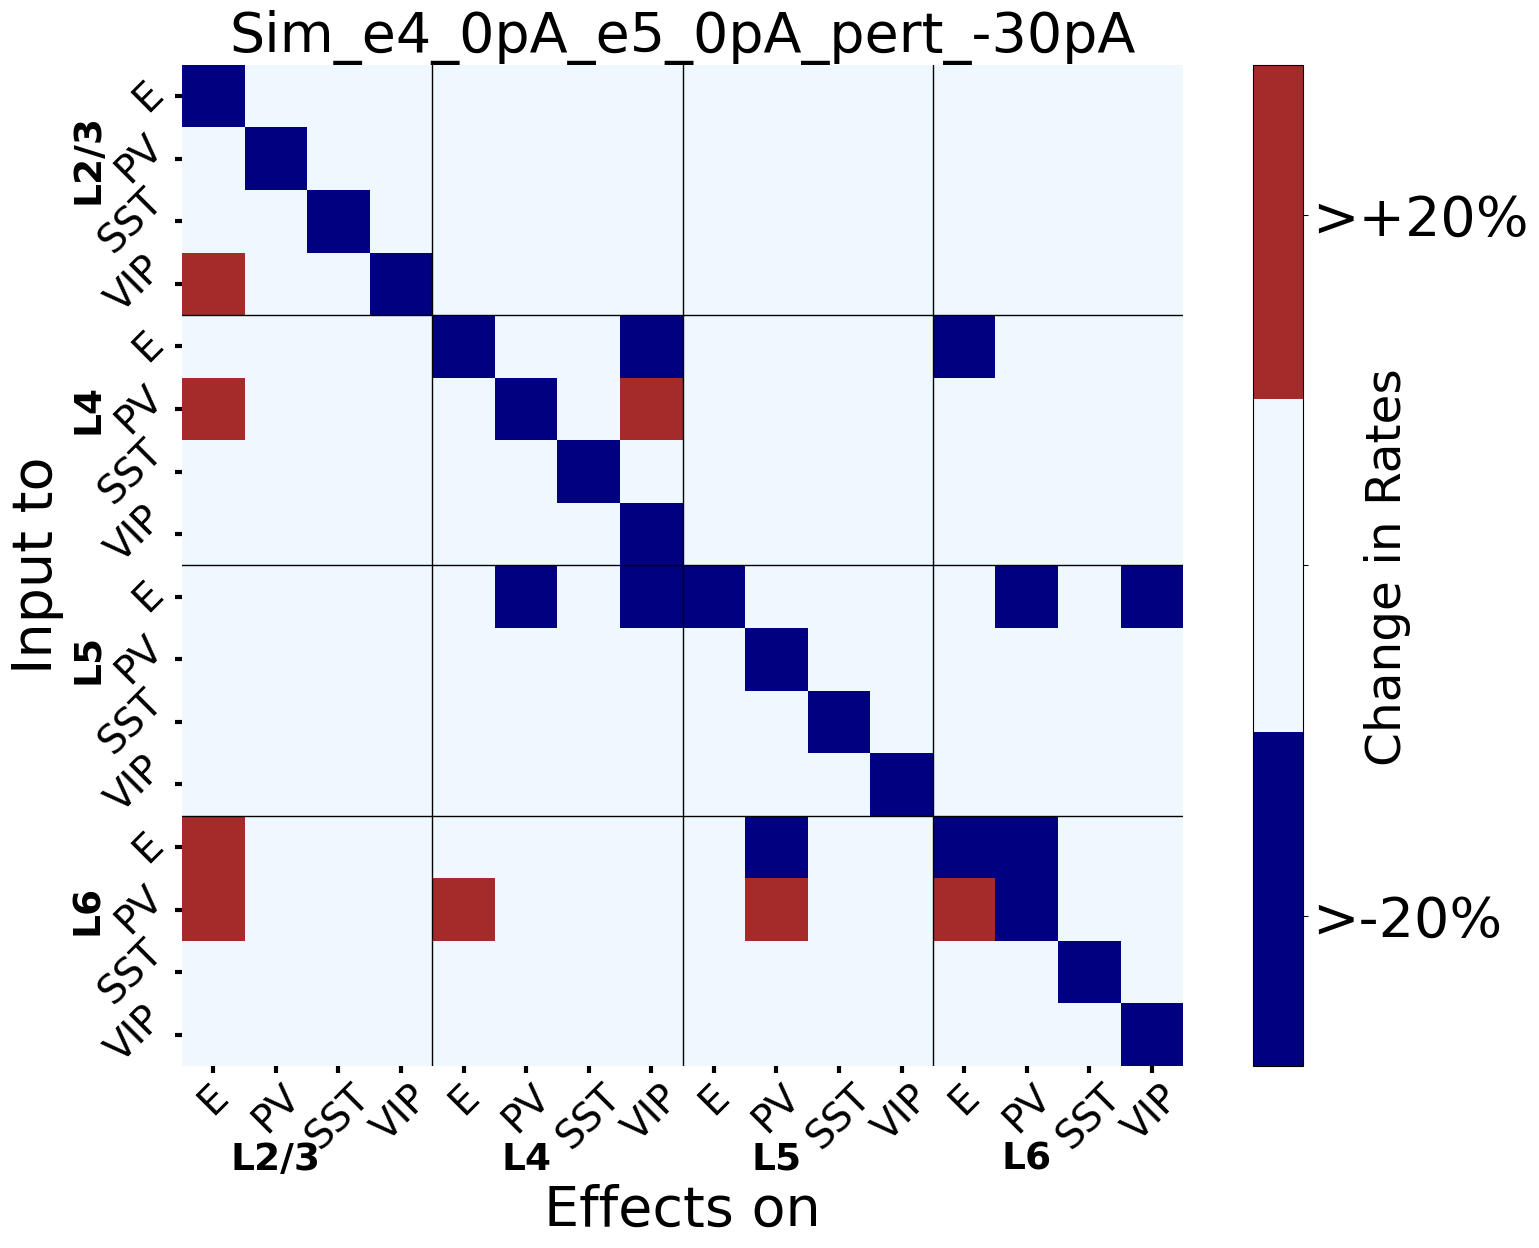 Sim_e4_0pA_e5_0pA_pert_-30pA
Input to
L2/3
E
PV
SST
VIP
L4
E
PV
SST
VIP
L5
E
PV
SST
VIP
L6
E
PV
SST
VIP
E PV SST VIP E PV SST VIP E PV SST VIP E PV SST VIP
L2/3 L4 L5 L6
Effects on
>+20%
>-20%
Change in Rates